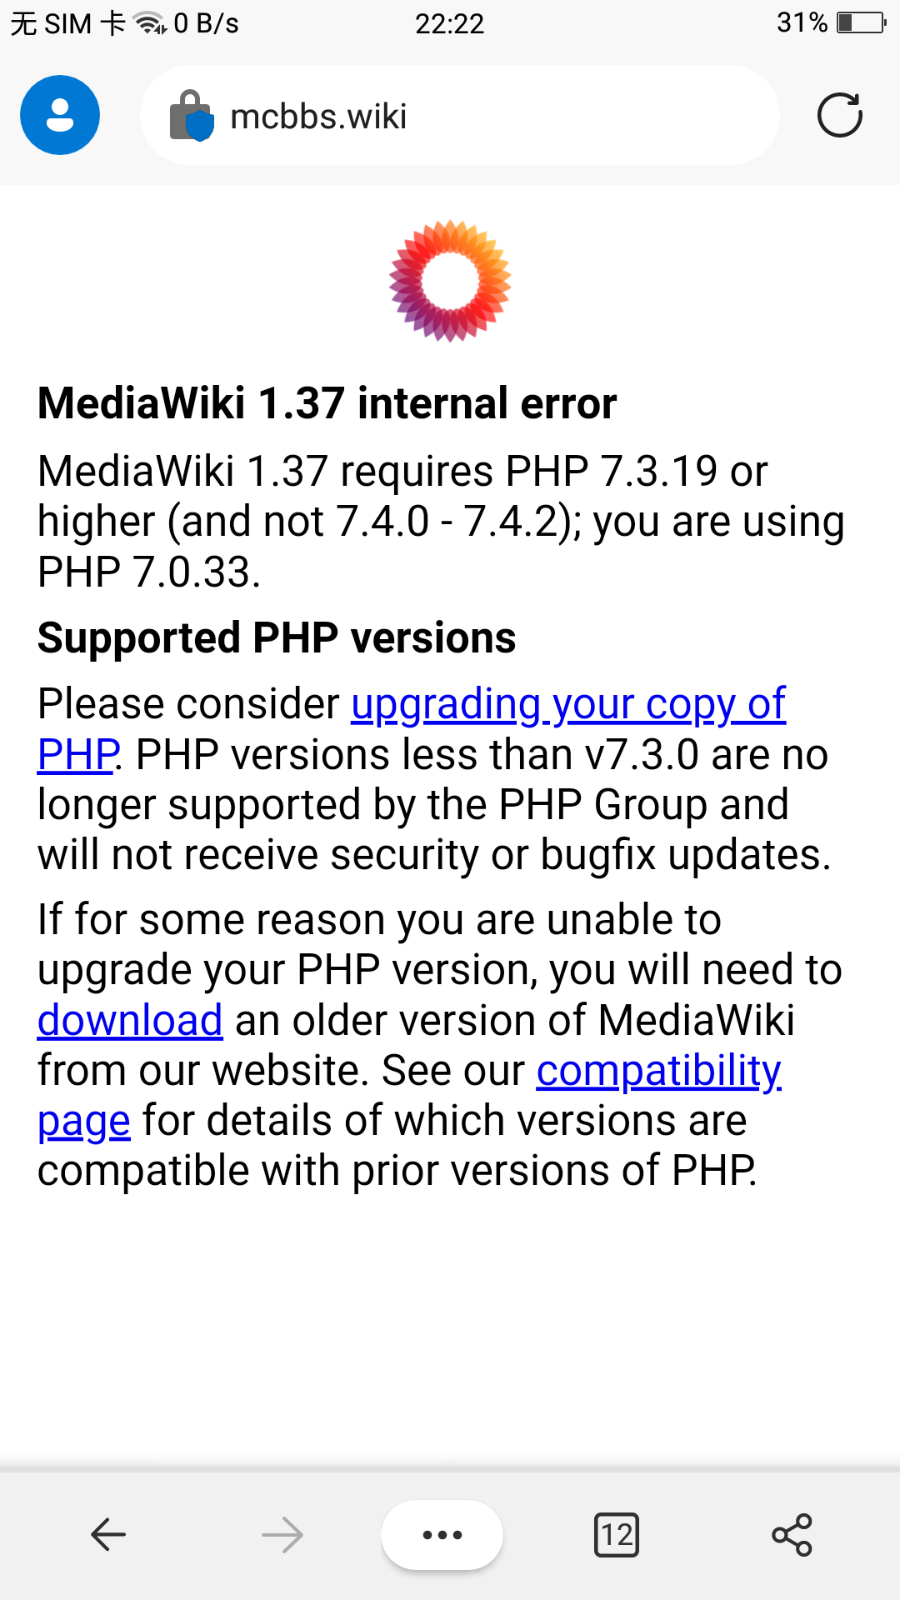 无 SIM 卡 0 B/s 22:22 31%
mcbbs.wiki
MediaWiki 1.37 internal error
MediaWiki 1.37 requires PHP 7.3.19 or
higher (and not 7.4.0 - 7.4.2); you are using
PHP 7.0.33.
Supported PHP versions
Please consider upgrading your copy of
PHP. PHP versions less than v7.3.0 are no
longer supported by the PHP Group and
will not receive security or bugfix updates.
If for some reason you are unable to
upgrade your PHP version, you will need to
download an older version of MediaWiki
from our website. See our compatibility
page for details of which versions are
compatible with prior versions of PHP.
12